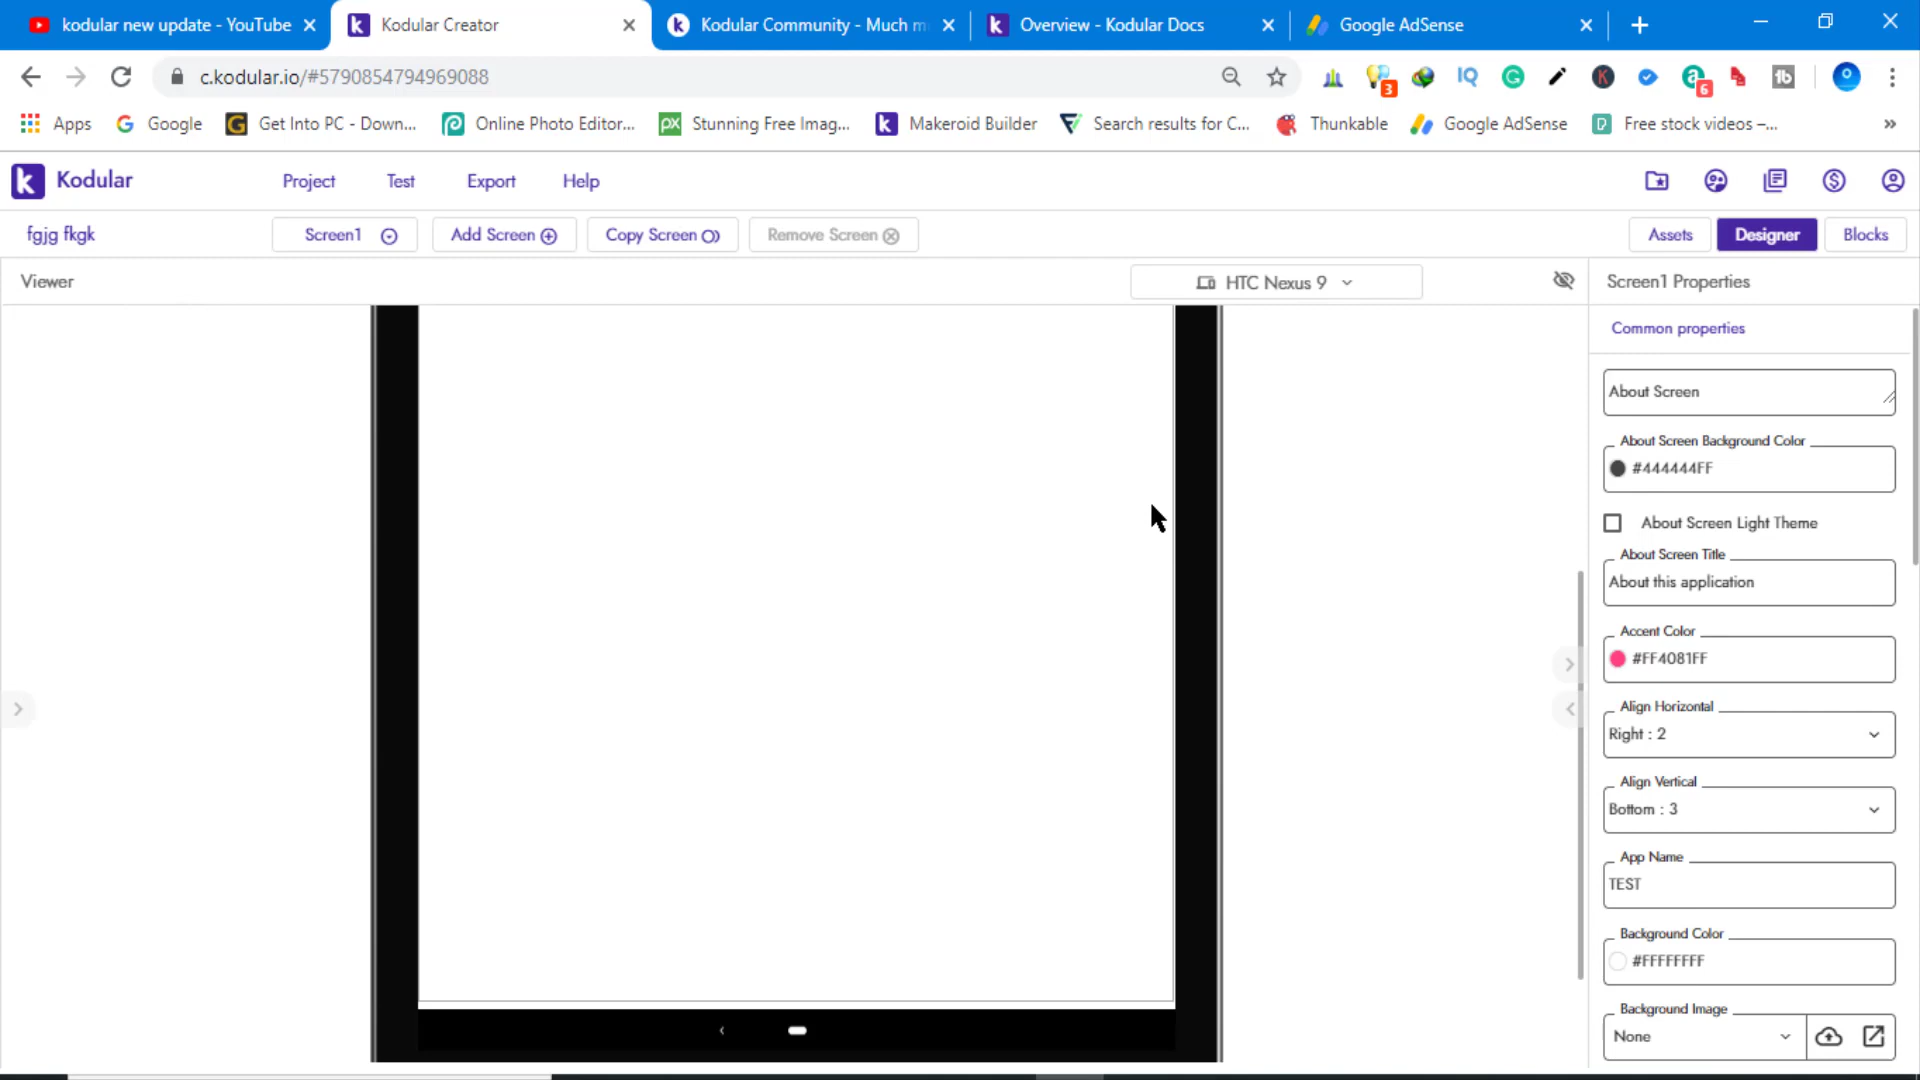 kodular new update - YouTube
Kodular Creator
Kodular Community - Much m
Overview - Kodular Docs
Google AdSense
c.kodular.io/#5790854794969088
3
IQ
6
Apps
Google
Get Into PC - Down...
Online Photo Editor...
Stunning Free Imag...
Makeroid Builder
Search results for C...
Thunkable
Google AdSense
Free stock videos –...
Kodular
Project
Test
Export
Help
fgjg fkgk
Screen1
Add Screen
Copy Screen
Remove Screen
Assets
Designer
Blocks
Viewer
HTC Nexus 9
Screen1 Properties
Common properties
About Screen
About Screen Background Color
#444444FF
About Screen Light Theme
About Screen Title
About this application
Accent Color
#FF4081FF
Align Horizontal
Right : 2
Align Vertical
Bottom : 3
App Name
TEST
Background Color
#FFFFFFFF
Background Image
None